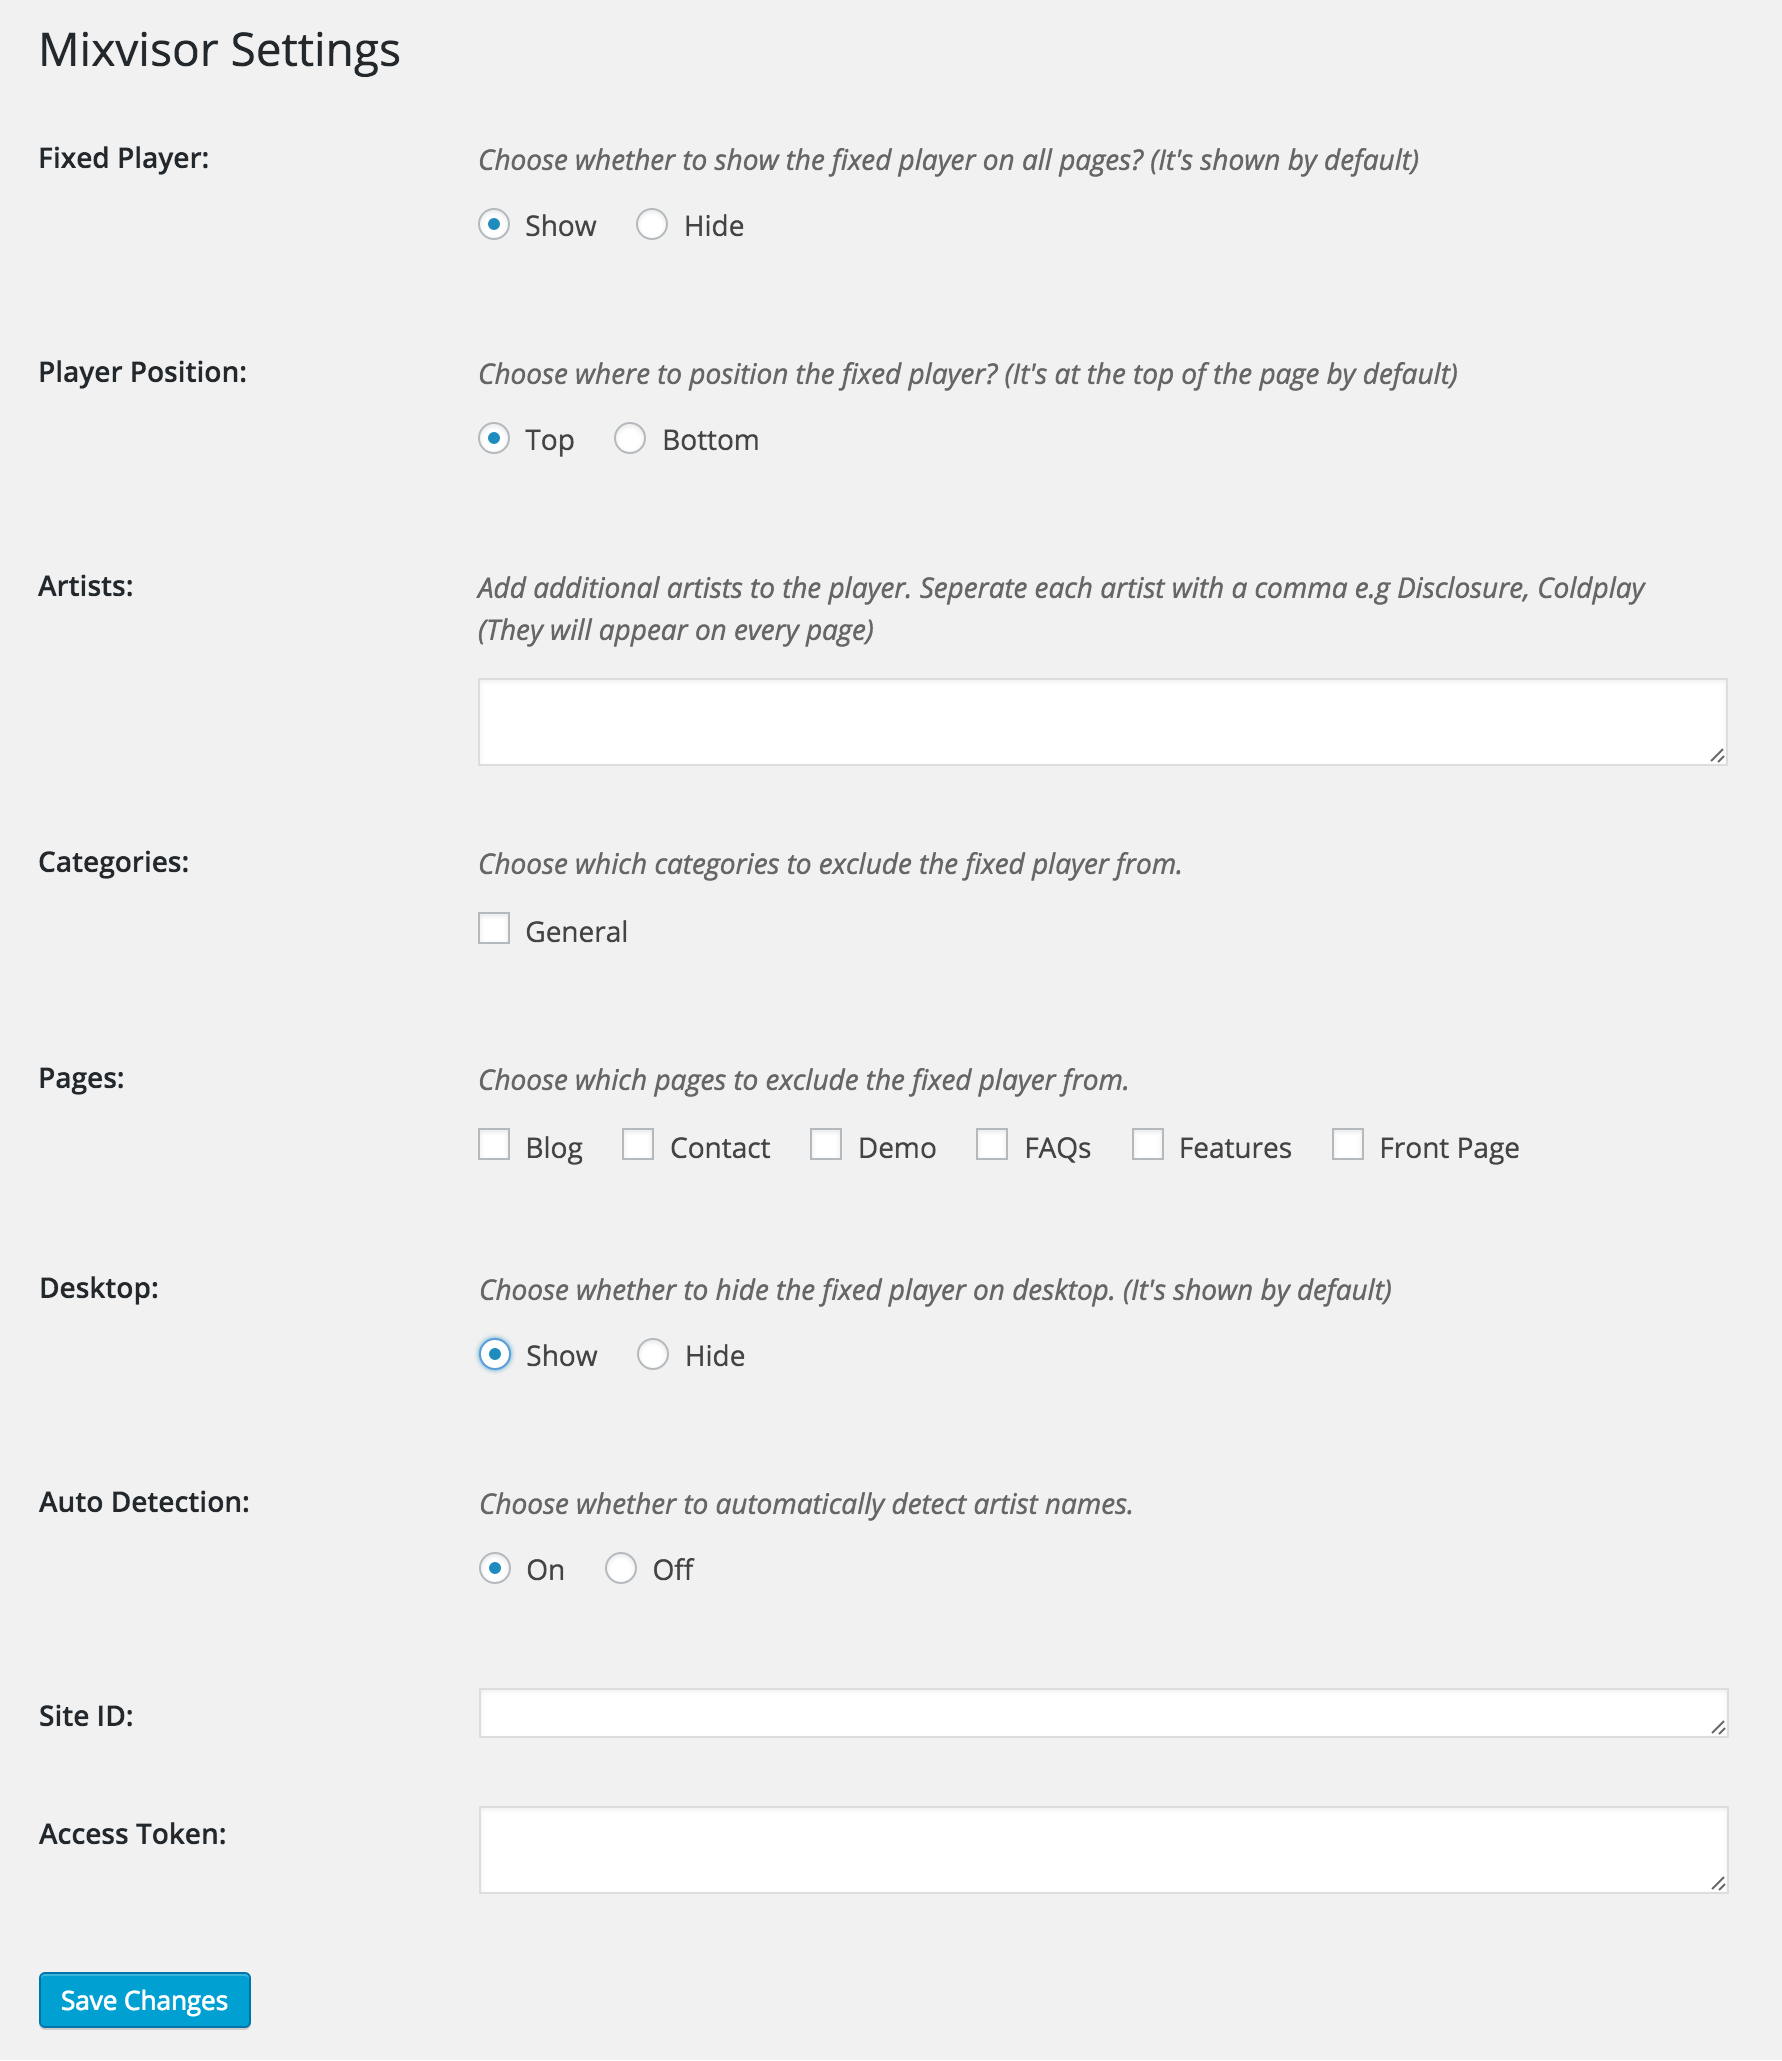 Mixvisor Settings
Fixed Player:
Choose whether to show the fixed player on all pages? (It's shown by default)
Show Hide
Player Position:
Choose where to position the fixed player? (It's at the top of the page by default)
Top Bottom
Artists:
Add additional artists to the player. Seperate each artist with a comma e.g Disclosure, Coldplay
(They will appear on every page)
Categories:
Choose which categories to exclude the fixed player from.
General
Pages:
Choose which pages to exclude the fixed player from.
Blog Contact Demo FAQs Features Front Page
Desktop:
Choose whether to hide the fixed player on desktop. (It's shown by default)
Show Hide
Auto Detection:
Choose whether to automatically detect artist names.
On Off
Site ID:
Access Token:
Save Changes